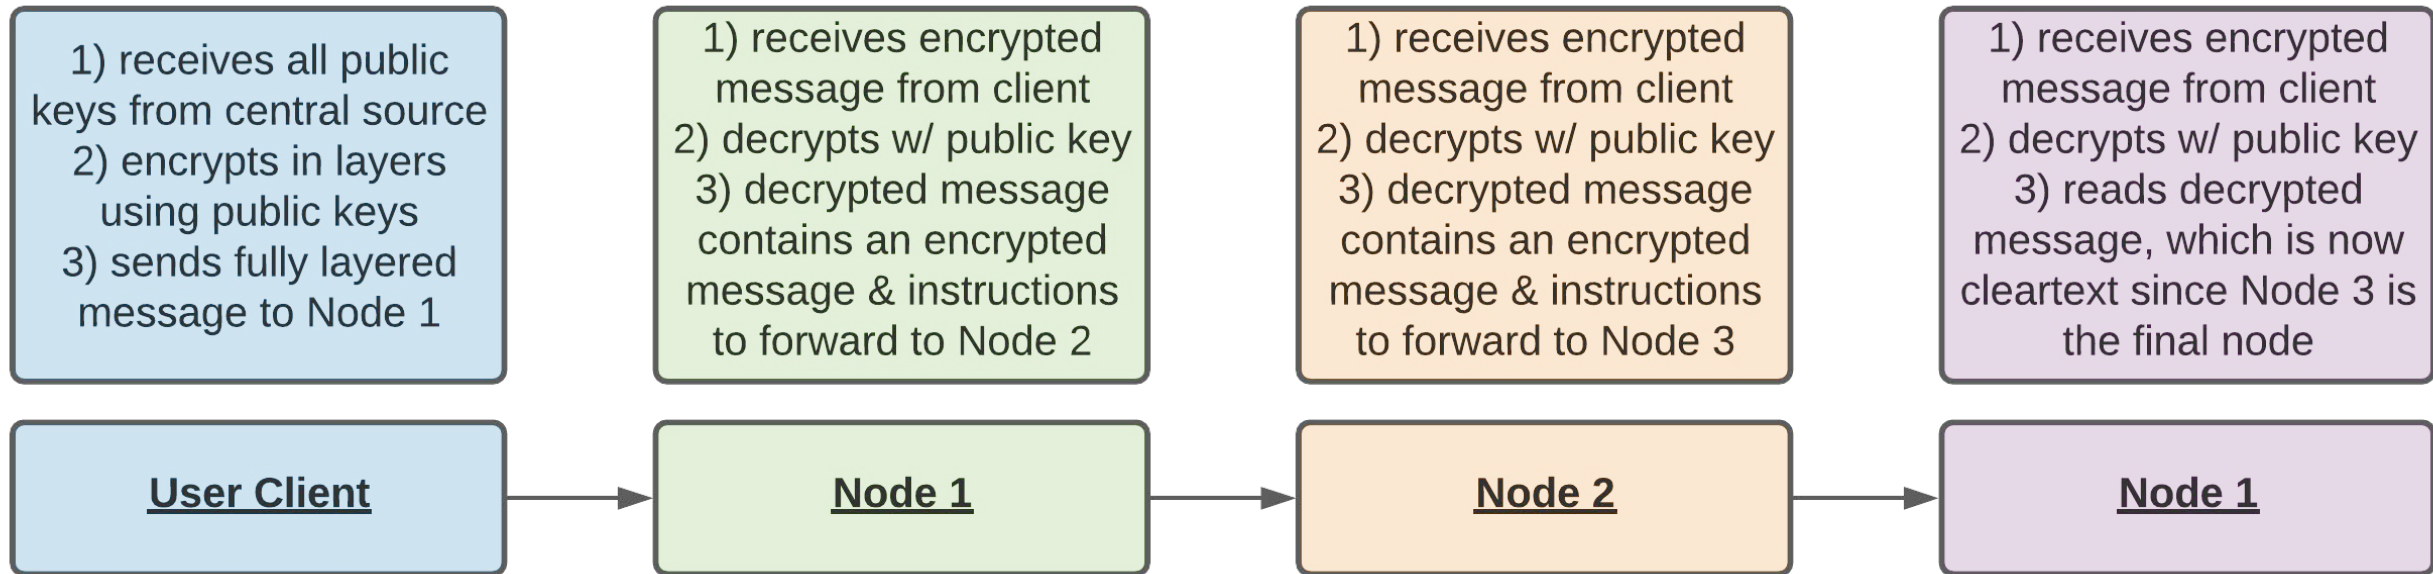 1) receives all public
keys from central source
2) encrypts in layers
using public keys
3) sends fully layered
message to Node 1
1) receives encrypted
message from client
2) decrypts w/ public key
3) decrypted message
contains an encrypted
message & instructions
to forward to Node 2
1) receives encrypted
message from client
2) decrypts w/ public key
3) decrypted message
contains an encrypted
message & instructions
to forward to Node 3
1) receives encrypted
message from client
2) decrypts w/ public key
3) reads decrypted
message, which is now
cleartext since Node 3 is
the final node
User Client
Node 1
Node 2
Node 1